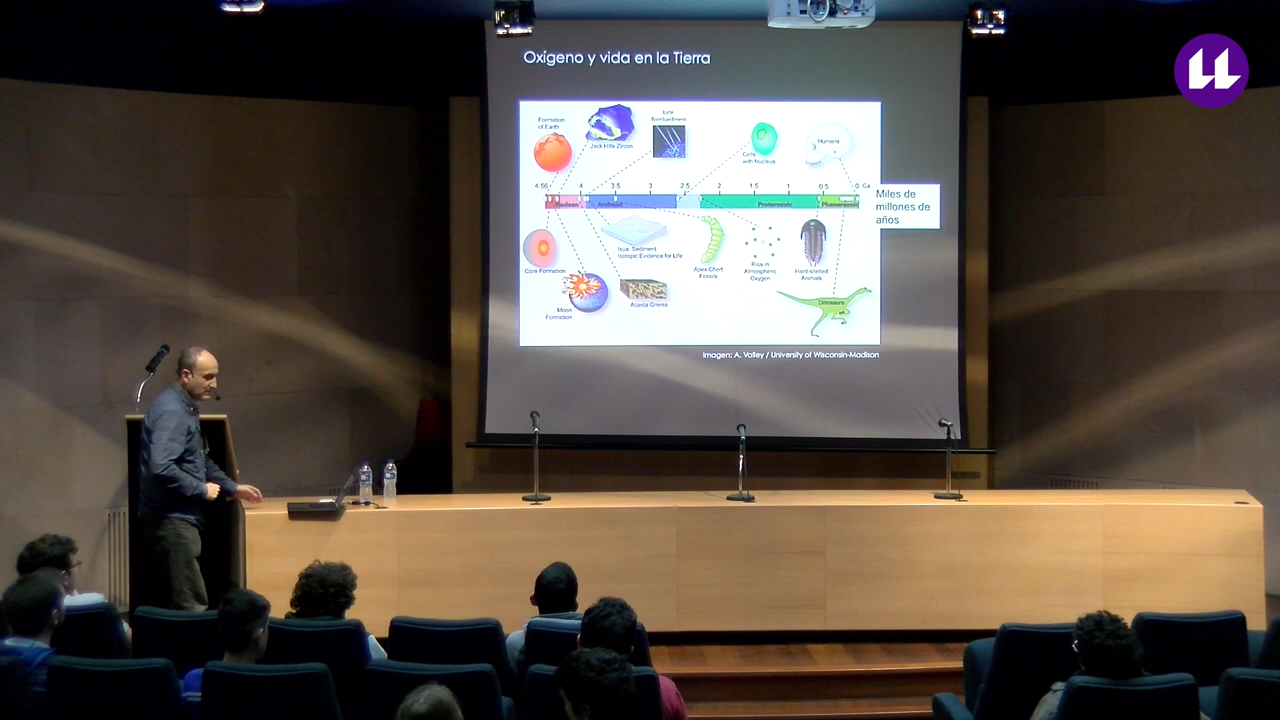 Oxígeno y vida en la Tierra
Formation
of Earth
Jack Hills Zircon
Late
Bombardment
Cells
with Nucleus
Humans
4.56 4 3.5 3 2.5 2 1.5 1 0.5 0 Ga
Hadean Archean Proterozoic Phanerozoic
Miles de
millones de
años
Core Formation
Isua Sediment
Isotopic Evidence for Life
Apex Chert
Fossils
Rise in
Atmospheric
Oxygen
Hard-shelled
Animals
Moon
Formation
Acasta Gneiss
Dinosaurs
Imagen: A. Valley / University of Wisconsin-Madison